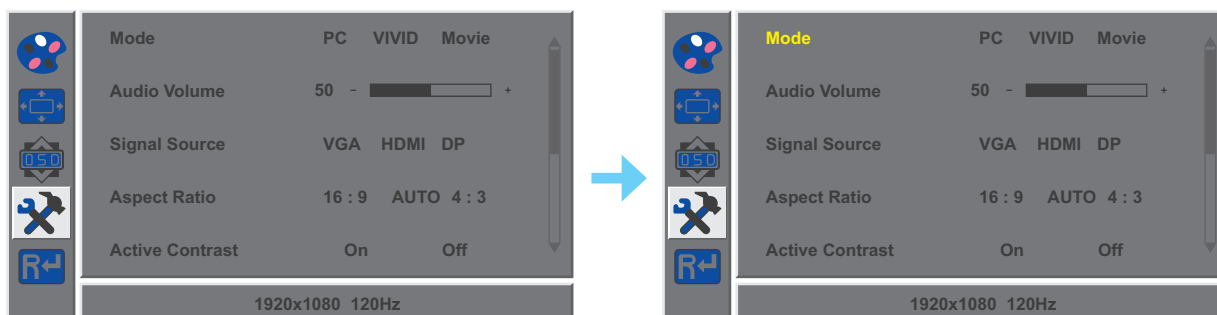 Mode PC VIVID Movie
Audio Volume 50 - +
OSD
Signal Source VGA HDMI DP
Aspect Ratio 16 : 9 AUTO 4 : 3
R Active Contrast On Off
1920x1080 120Hz
Mode PC VIVID Movie
Audio Volume 50 - +
OSD
Signal Source VGA HDMI DP
Aspect Ratio 16 : 9 AUTO 4 : 3
R Active Contrast On Off
1920x1080 120Hz